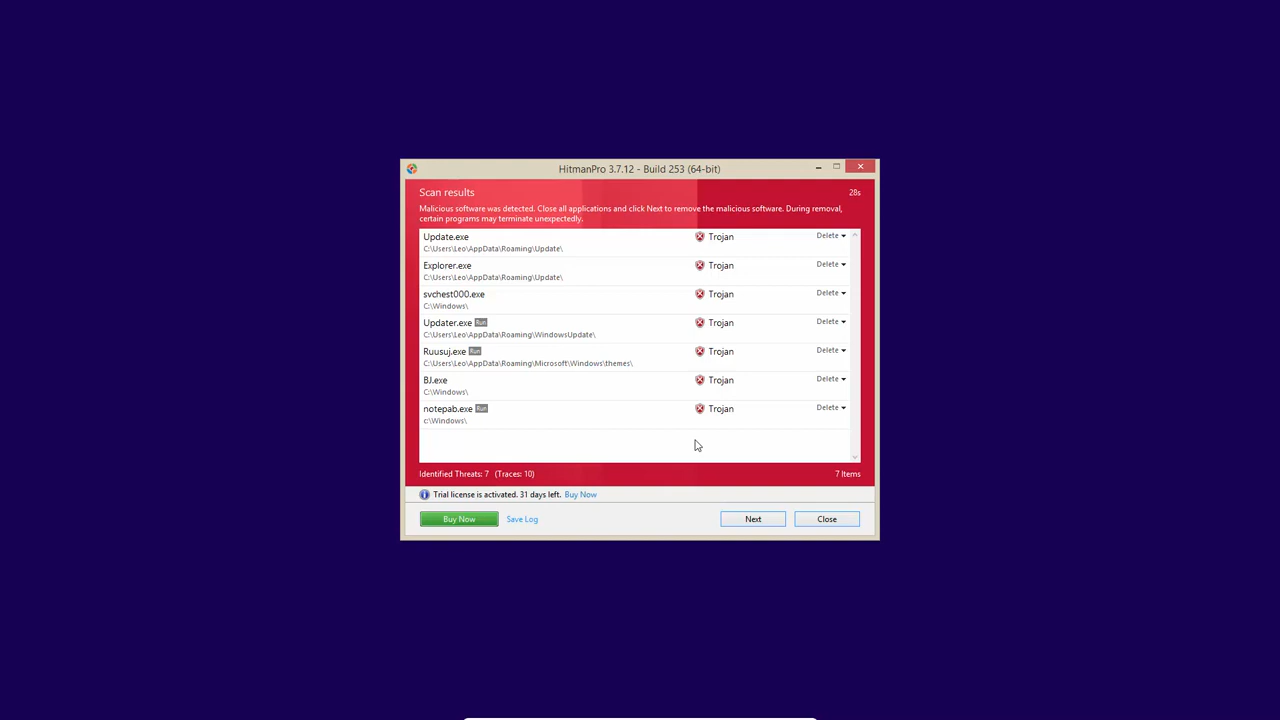 HitmanPro 3.7.12 - Build 253 (64-bit)
Scan results 28s
Malicious software was detected. Close all applications and click Next to remove the malicious software. During removal,
certain programs may terminate unexpectedly.
Update.exe Trojan Delete
C:\Users\Leo\AppData\Roaming\Update\
Explorer.exe Trojan Delete
C:\Users\Leo\AppData\Roaming\Update\
svchest000.exe Trojan Delete
C:\Windows\
Updater.exe Run Trojan Delete
C:\Users\Leo\AppData\Roaming\WindowsUpdate\
Ruusuj.exe Run Trojan Delete
C:\Users\Leo\AppData\Roaming\Microsoft\Windows\themes\
BJ.exe Trojan Delete
C:\Windows\
notepab.exe Run Trojan Delete
c:\Windows\
Identified Threats: 7 (Traces: 10) 7 Items
Trial license is activated. 31 days left. Buy Now
Buy Now Save Log Next Close